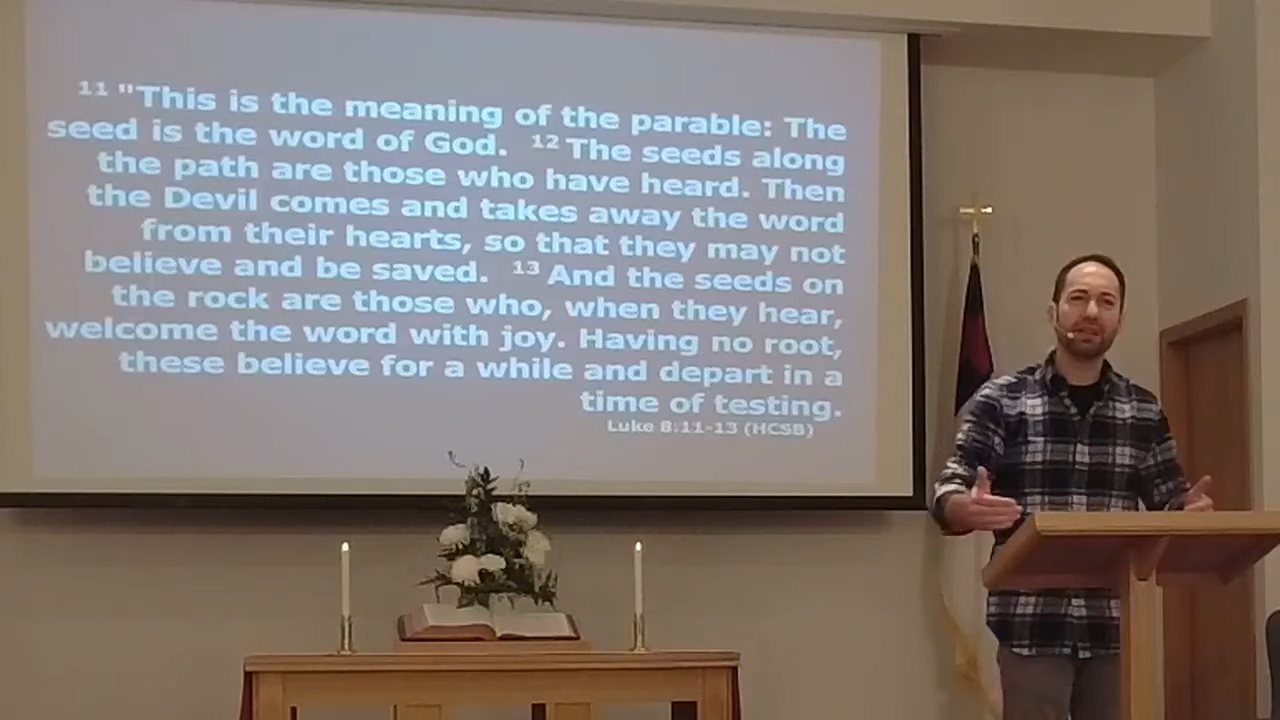 11 "This is the meaning of the parable: The
seed is the word of God. 12 The seeds along
the path are those who have heard. Then
the Devil comes and takes away the word
from their hearts, so that they may not
believe and be saved. 13 And the seeds on
the rock are those who, when they hear,
welcome the word with joy. Having no root,
these believe for a while and depart in a
time of testing.
Luke 8:11-13 (HCSB)